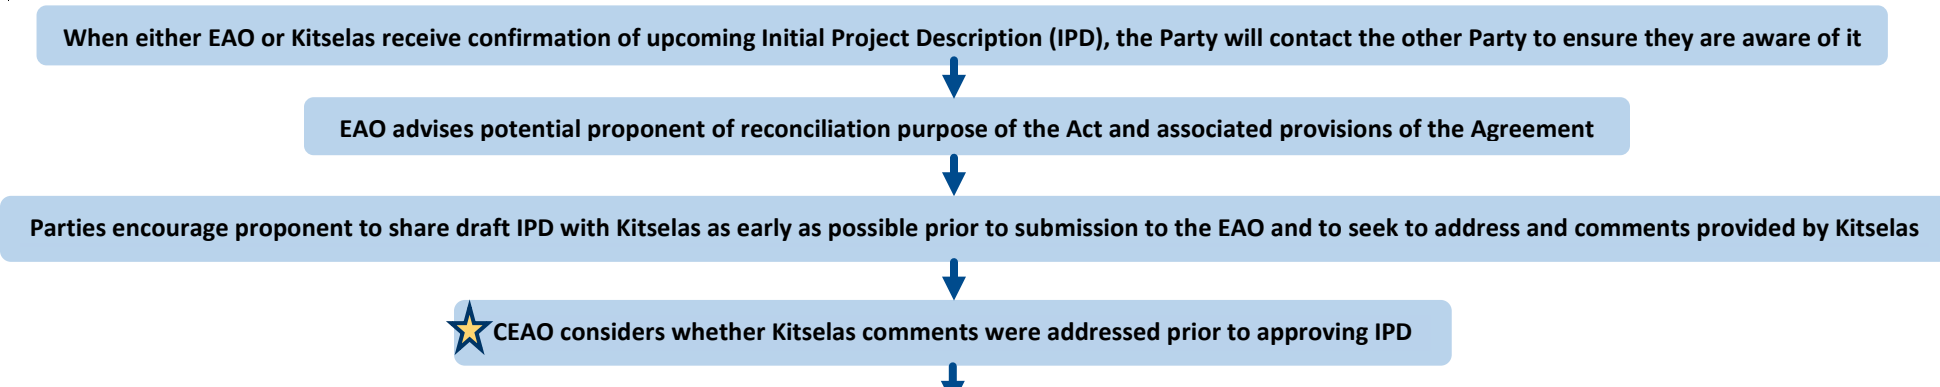 When either EAO or Kitselas receive confirmation of upcoming Initial Project Description (IPD), the Party will contact the other Party to ensure they are aware of it
EAO advises potential proponent of reconciliation purpose of the Act and associated provisions of the Agreement
Parties encourage proponent to share draft IPD with Kitselas as early as possible prior to submission to the EAO and to seek to address and comments provided by Kitselas
CEAO considers whether Kitselas comments were addressed prior to approving IPD